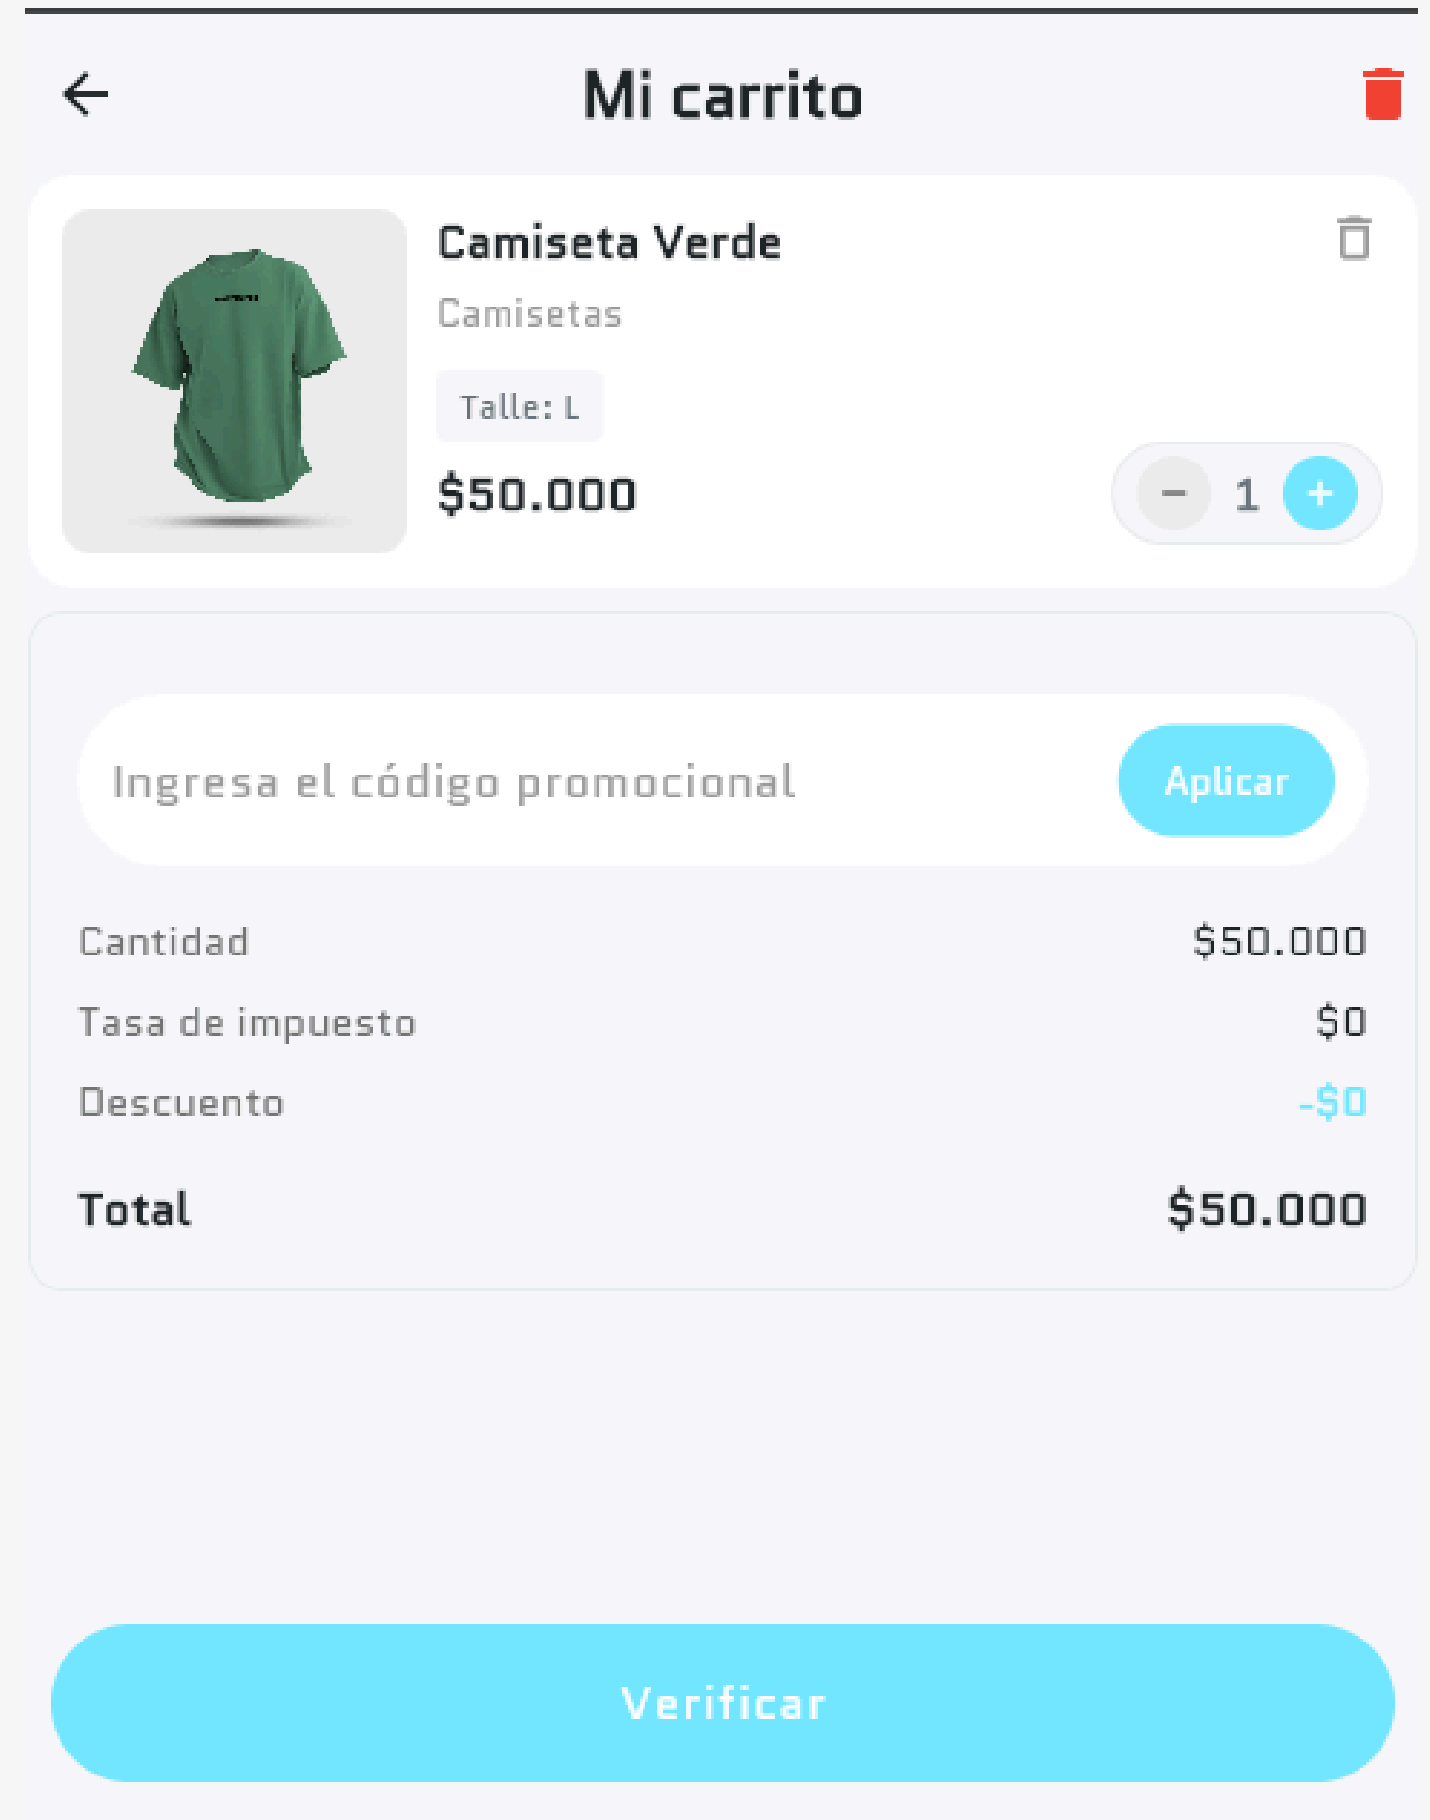 Mi carrito
Camiseta Verde
Camisetas
Talle: L
$50.000
1
Ingresa el código promocional
Aplicar
Cantidad $50.000
Tasa de impuesto $0
Descuento -$0
Total $50.000
Verificar